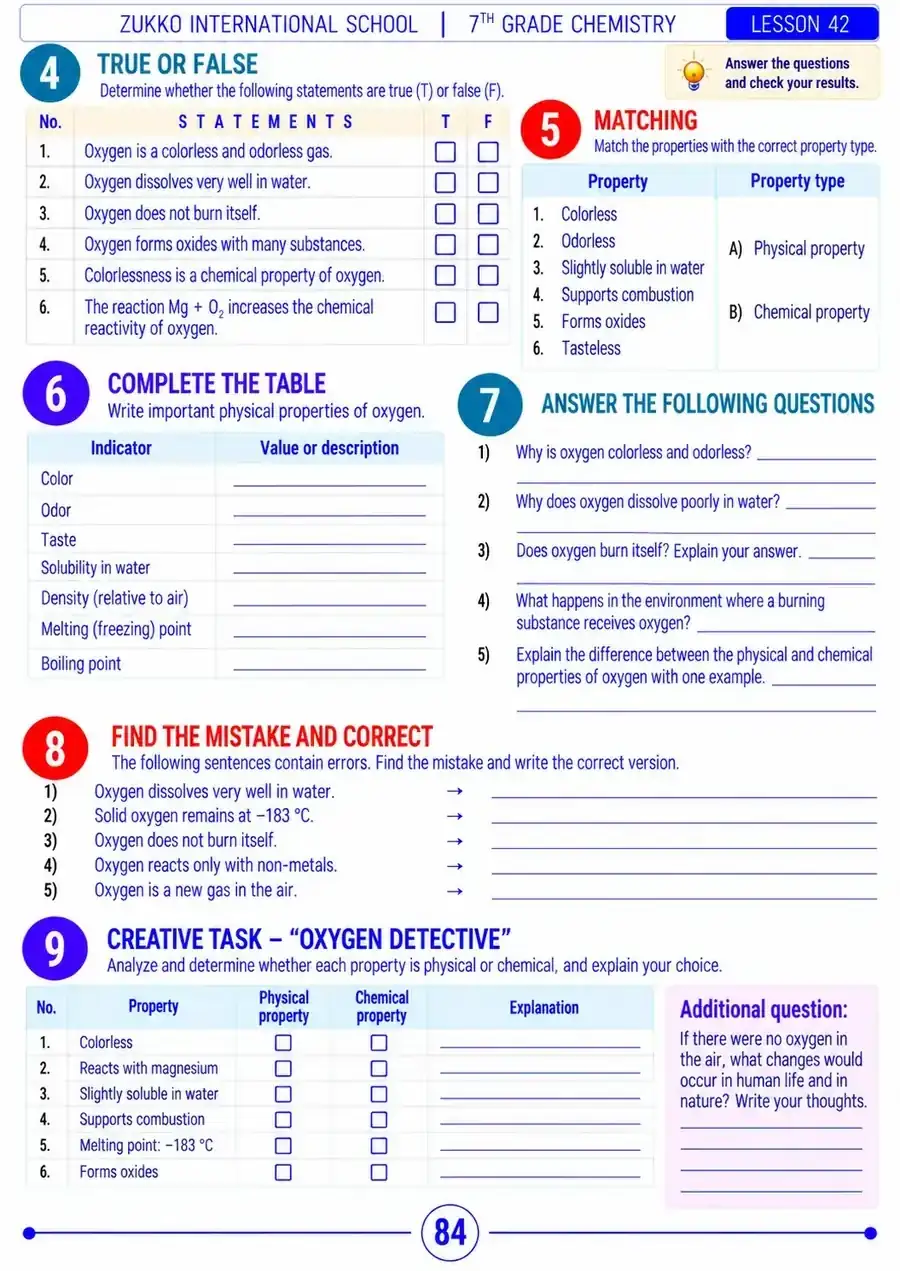 ZUKKO INTERNATIONAL SCHOOL | 7TH GRADE CHEMISTRY LESSON 42
4 TRUE OR FALSE
Determine whether the following statements are true (T) or false (F).
Answer the questions
and check your results.
No. STATEMENTS T F
1. Oxygen is a colorless and odorless gas.
2. Oxygen dissolves very well in water.
3. Oxygen does not burn itself.
4. Oxygen forms oxides with many substances.
5. Colorlessness is a chemical property of oxygen.
6. The reaction Mg + O₂ increases the chemical
reactivity of oxygen.
5 MATCHING
Match the properties with the correct property type.
Property Property type
1. Colorless
2. Odorless
3. Slightly soluble in water
4. Supports combustion
5. Forms oxides
6. Tasteless
A) Physical property
B) Chemical property
6 COMPLETE THE TABLE
Write important physical properties of oxygen.
Indicator Value or description
Color
Odor
Taste
Solubility in water
Density (relative to air)
Melting (freezing) point
Boiling point
7 ANSWER THE FOLLOWING QUESTIONS
1) Why is oxygen colorless and odorless?
2) Why does oxygen dissolve poorly in water?
3) Does oxygen burn itself? Explain your answer.
4) What happens in the environment where a burning
substance receives oxygen?
5) Explain the difference between the physical and chemical
properties of oxygen with one example.
8 FIND THE MISTAKE AND CORRECT
The following sentences contain errors. Find the mistake and write the correct version.
1) Oxygen dissolves very well in water. →
2) Solid oxygen remains at –183 °C. →
3) Oxygen does not burn itself. →
4) Oxygen reacts only with non-metals. →
5) Oxygen is a new gas in the air. →
9 CREATIVE TASK – “OXYGEN DETECTIVE”
Analyze and determine whether each property is physical or chemical, and explain your choice.
No. Property Physical property Chemical property Explanation
1. Colorless
2. Reacts with magnesium
3. Slightly soluble in water
4. Supports combustion
5. Melting point: –183 °C
6. Forms oxides
Additional question:
If there were no oxygen in
the air, what changes would
occur in human life and in
nature? Write your thoughts.
84